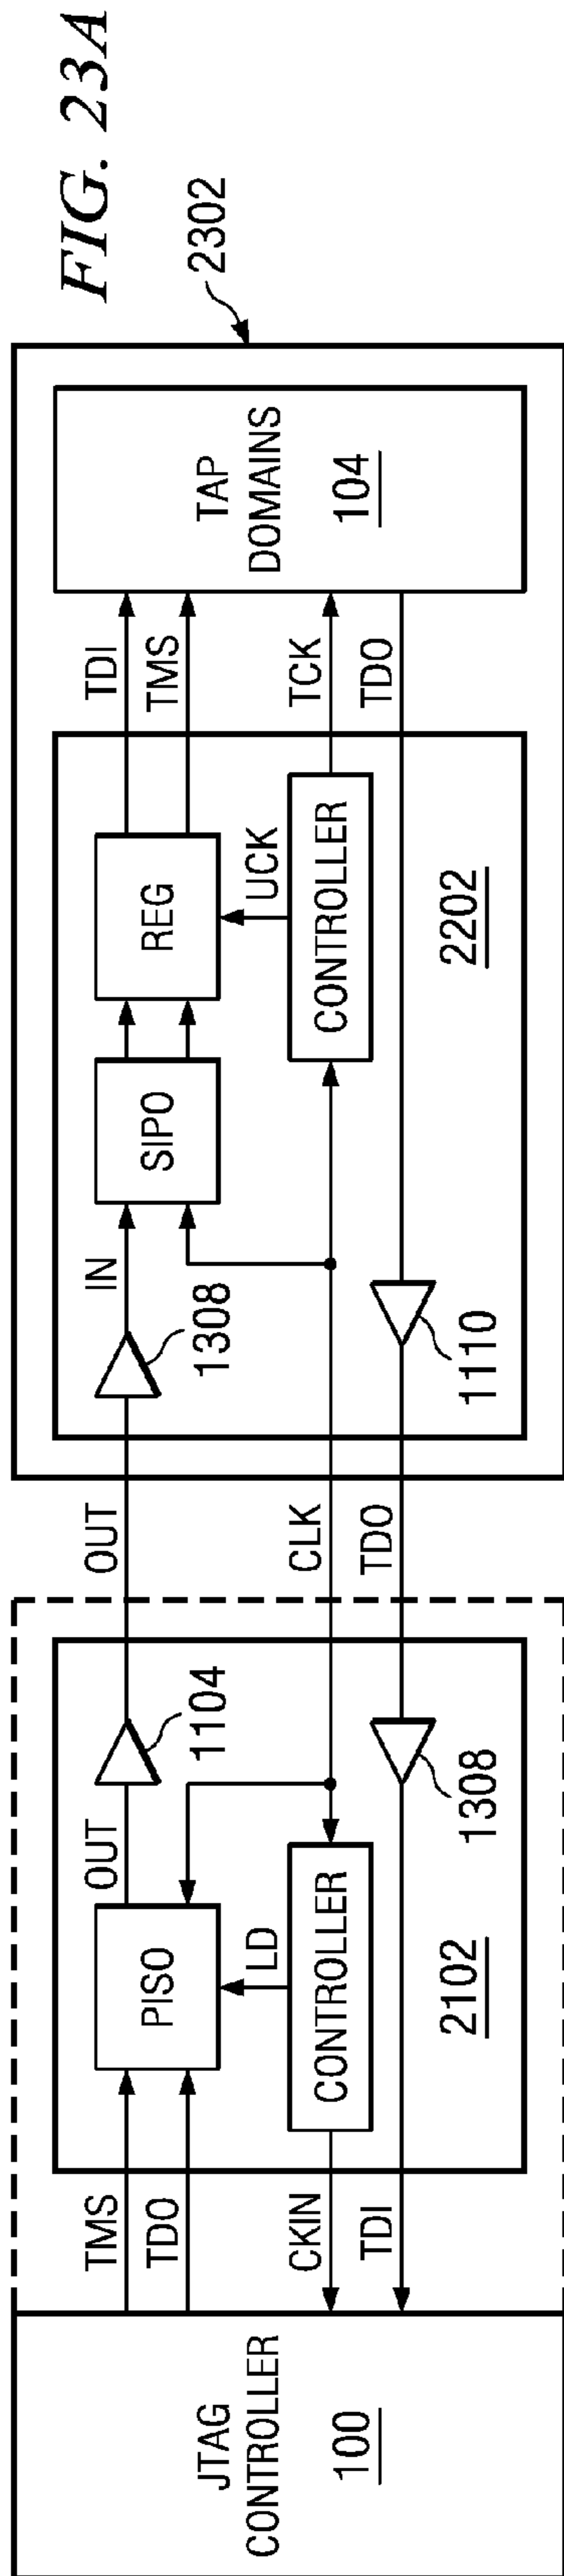 FIG. 23A
2302
JTAG
CONTROLLER
100
TMS
TDO
CKIN
TDI
PISO
LD
CONTROLLER
2102
OUT
1104
1308
OUT
CLK
TDO
IN
1308
SIPO
REG
UCK
CONTROLLER
1110
2202
TDI
TMS
TCK
TDO
TAP
DOMAINS
104